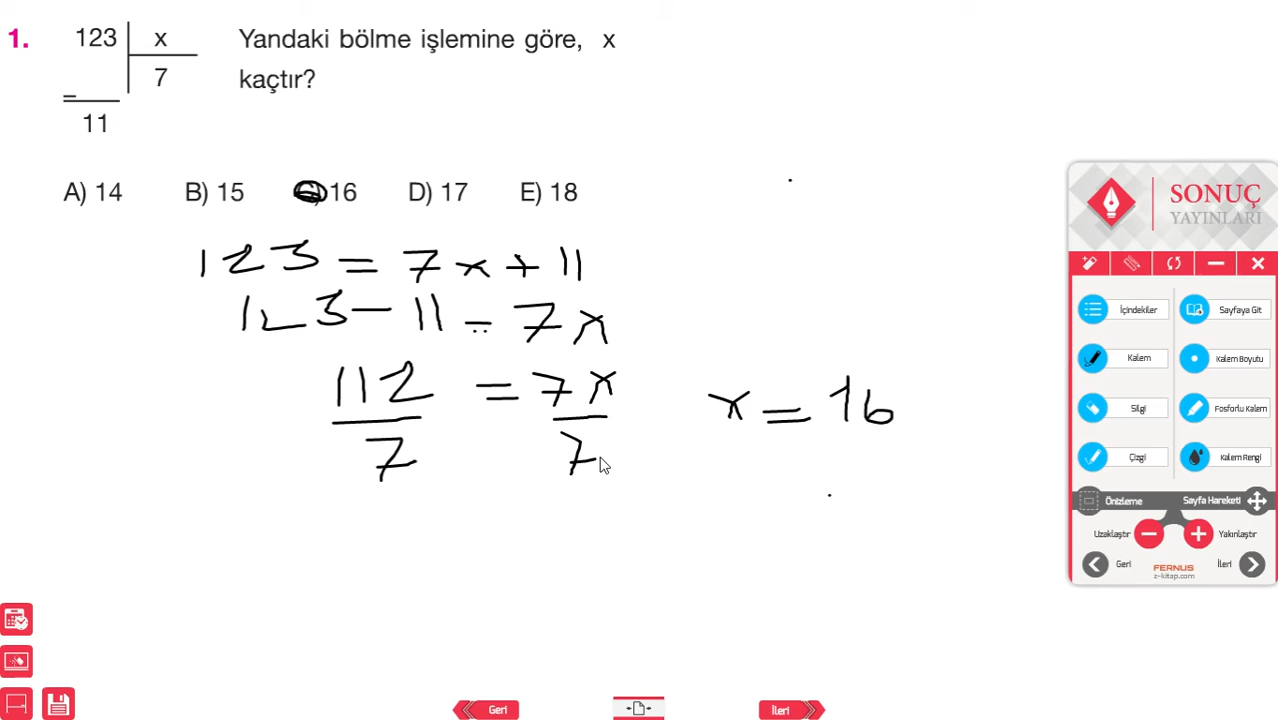 1. 123 x Yandaki bölme işlemine göre, x
7 kaçtır?
11
A) 14 B) 15 C) 16 D) 17 E) 18
123 = 7x + 11
123 - 11 = 7x
112 = 7x
7 7
x = 16
SONUÇ
YAYINLARI
İçindekiler Sayfaya Git
Kalem Kalem Boyutu
Silgi Fosforlu Kalem
Çizgi Kalem Rengi
Önizleme Sayfa Hareketi
Uzaklaştır Yakınlaştır
Geri İleri
FERNUS
z-kitap.com
Geri İleri